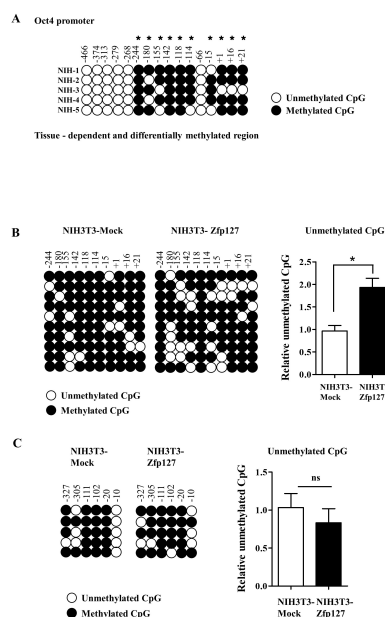 A Oct4 promoter
* * * * * * * * * *
-466 -374 -313 -279 -268 -244 -180 -155 -142 -118 -114 -66 -15 +1 +16 +21
NIH-1
NIH-2
NIH-3
NIH-4
NIH-5
Unmethylated CpG
Methylated CpG
Tissue - dependent and differentially methylated region
B
NIH3T3-Mock NIH3T3- Zfp127 Unmethylated CpG
-244 -180 -155 -142 -118 -114 -15 +1 +16 +21
-244 -180 -155 -142 -118 -114 -15 +1 +16 +21
Unmethylated CpG
Methylated CpG
Relative unmethylated CpG
2.5
2.0
1.5
1.0
0.5
0.0
*
NIH3T3- NIH3T
Mock Zfp127
C
NIH3T3- NIH3T3- Unmethylated CpG
Mock Zfp127
-327 -305 -111 -102 -20 -10
-327 -305 -111 -102 -20 -10
Unmethylated CpG
Methylated CpG
Relative unmethylated CpG
1.5
1.0
0.5
0.0
ns
NIH3T3- NIH3T3-
Mock Zfp127